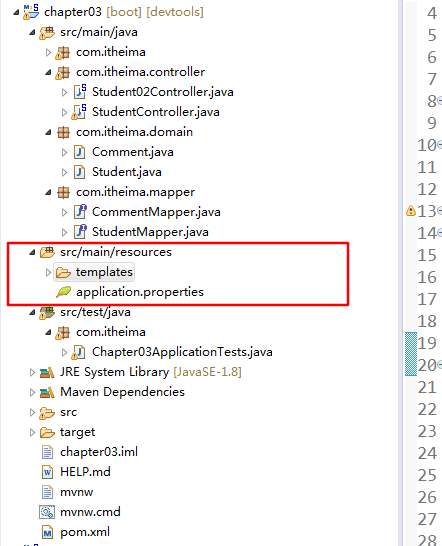 chapter03 [boot] [devtools]
src/main/java
com.itheima
com.itheima.controller
Student02Controller.java
StudentController.java
com.itheima.domain
Comment.java
Student.java
com.itheima.mapper
CommentMapper.java
StudentMapper.java
src/main/resources
templates
application.properties
src/test/java
com.itheima
Chapter03ApplicationTests.java
JRE System Library [JavaSE-1.8]
Maven Dependencies
src
target
chapter03.iml
HELP.md
mvnw
mvnw.cmd
pom.xml
4
5
6
7
8
9
10
11
12
13
14
15
16
17
18
19
20
21
22
23
24
25
26
27
28